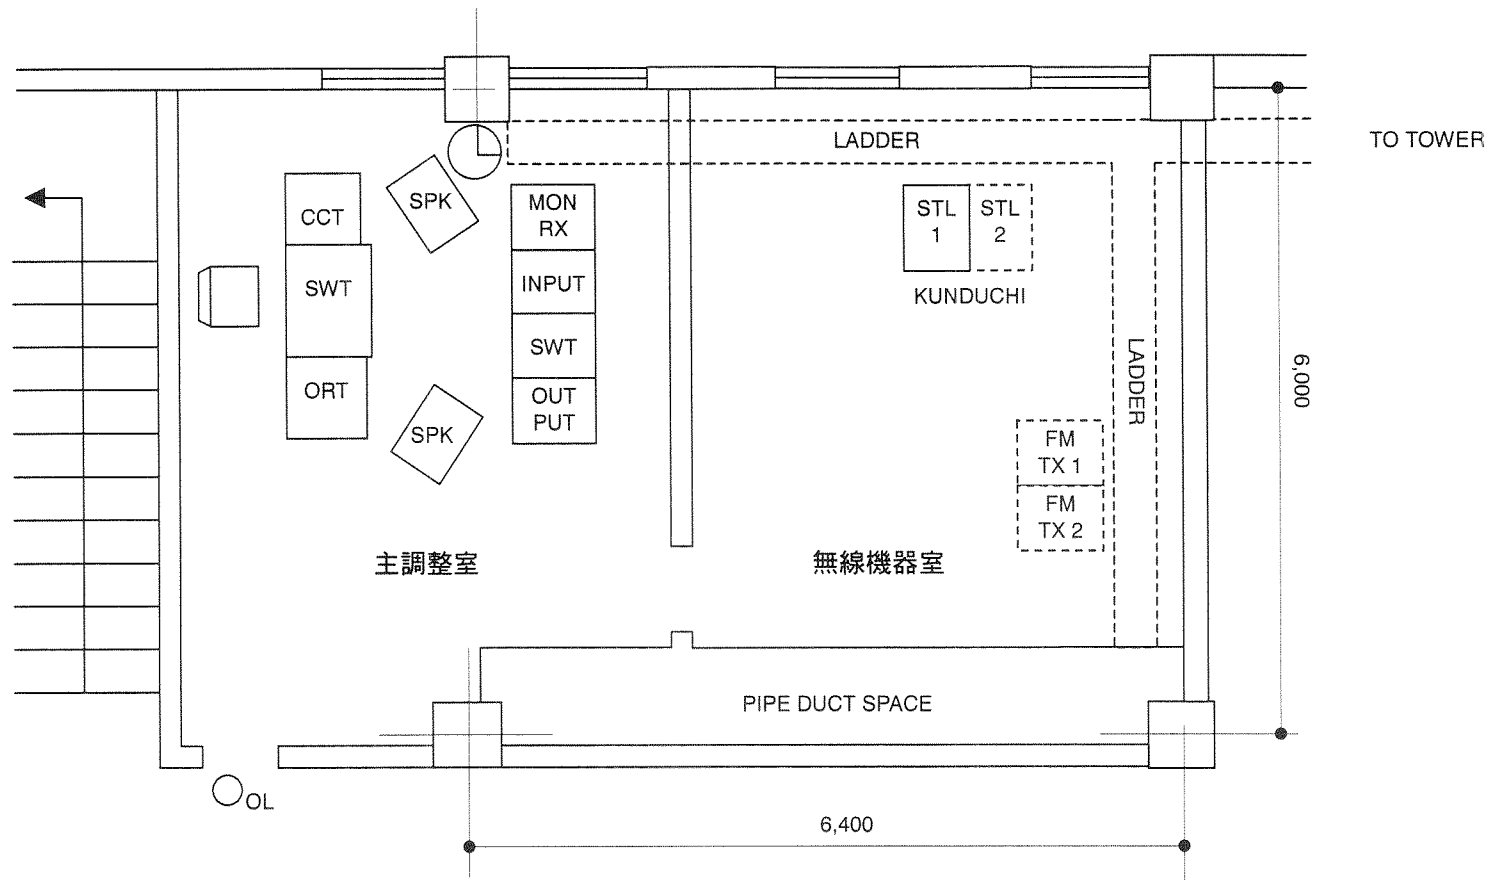 LADDER
TO TOWER
CCT
SPK
MON
RX
STL
1
STL
2
SWT
INPUT
KUNDUCHI
SWT
ORT
OUT
PUT
SPK
LADDER
6,000
FM
TX 1
FM
TX 2
主調整室
無線機器室
PIPE DUCT SPACE
OL
6,400